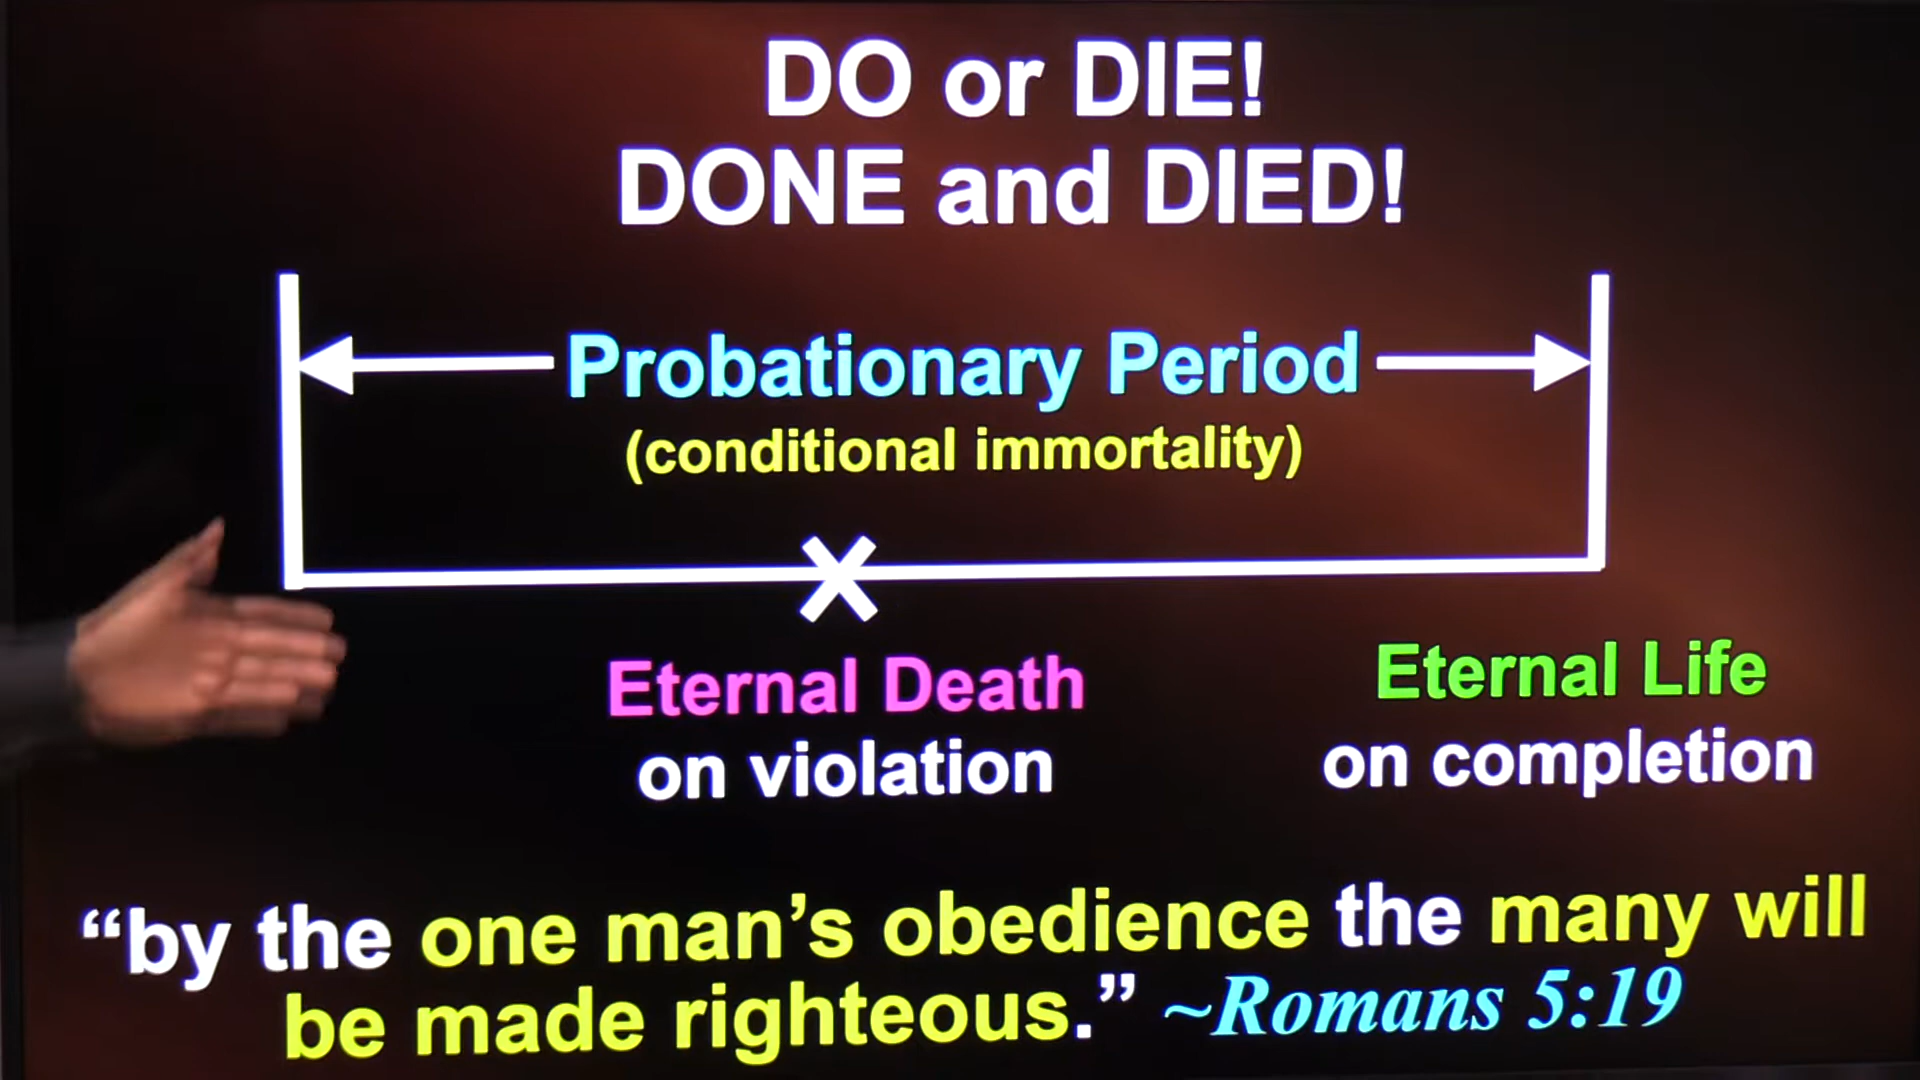 DO or DIE!
DONE and DIED!
Probationary Period
(conditional immortality)
Eternal Death
on violation
Eternal Life
on completion
“by the one man’s obedience the many will
be made righteous.” ~Romans 5:19